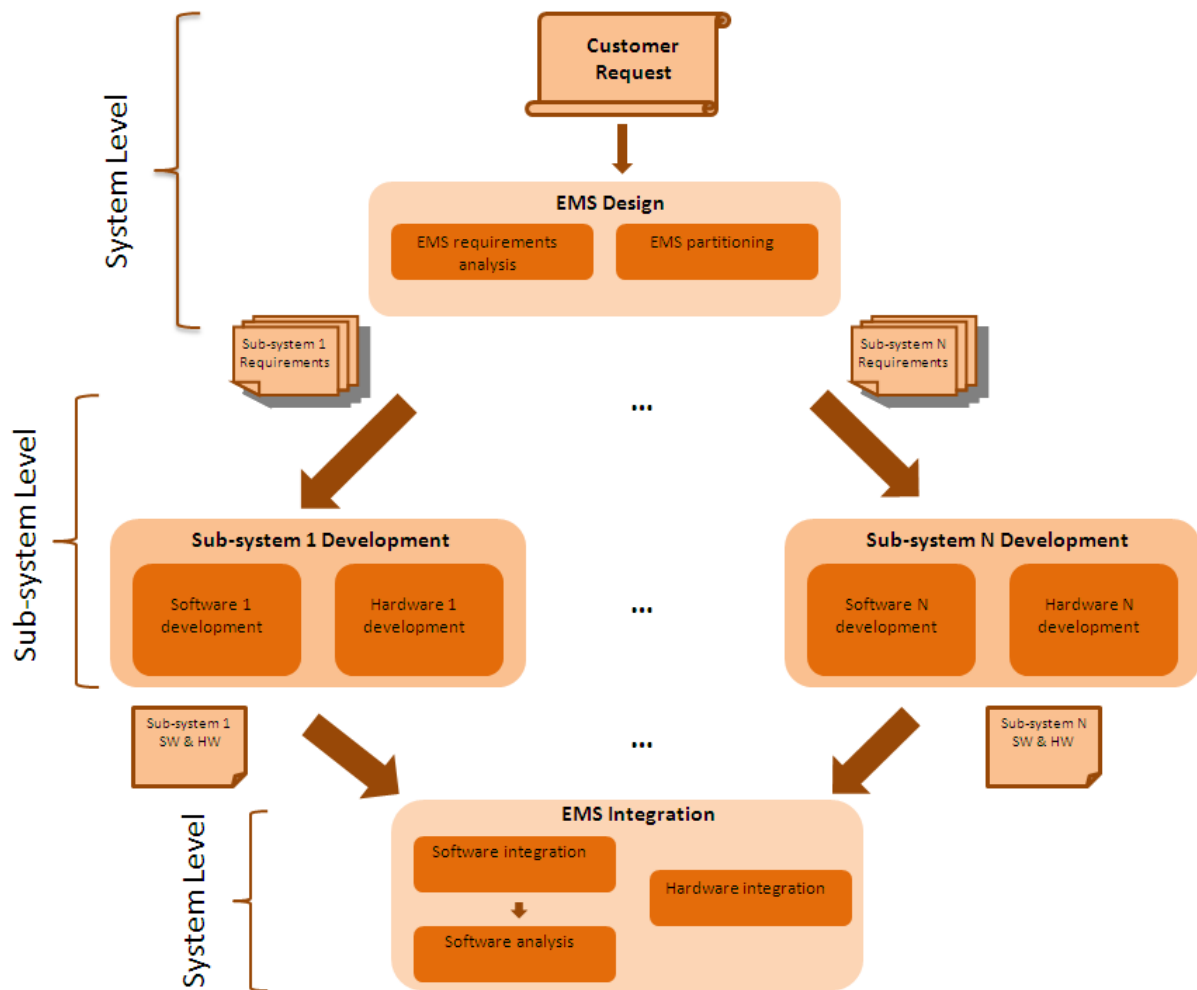 System Level
Customer
Request
EMS Design
EMS requirements
analysis
EMS partitioning
Sub-system 1
Requirements
Sub-system N
Requirements
...
Sub-system Level
Sub-system 1 Development
Software 1
development
Hardware 1
development
...
Sub-system N Development
Software N
development
Hardware N
development
Sub-system 1
SW & HW
...
Sub-system N
SW & HW
System Level
EMS Integration
Software integration
Hardware integration
Software analysis